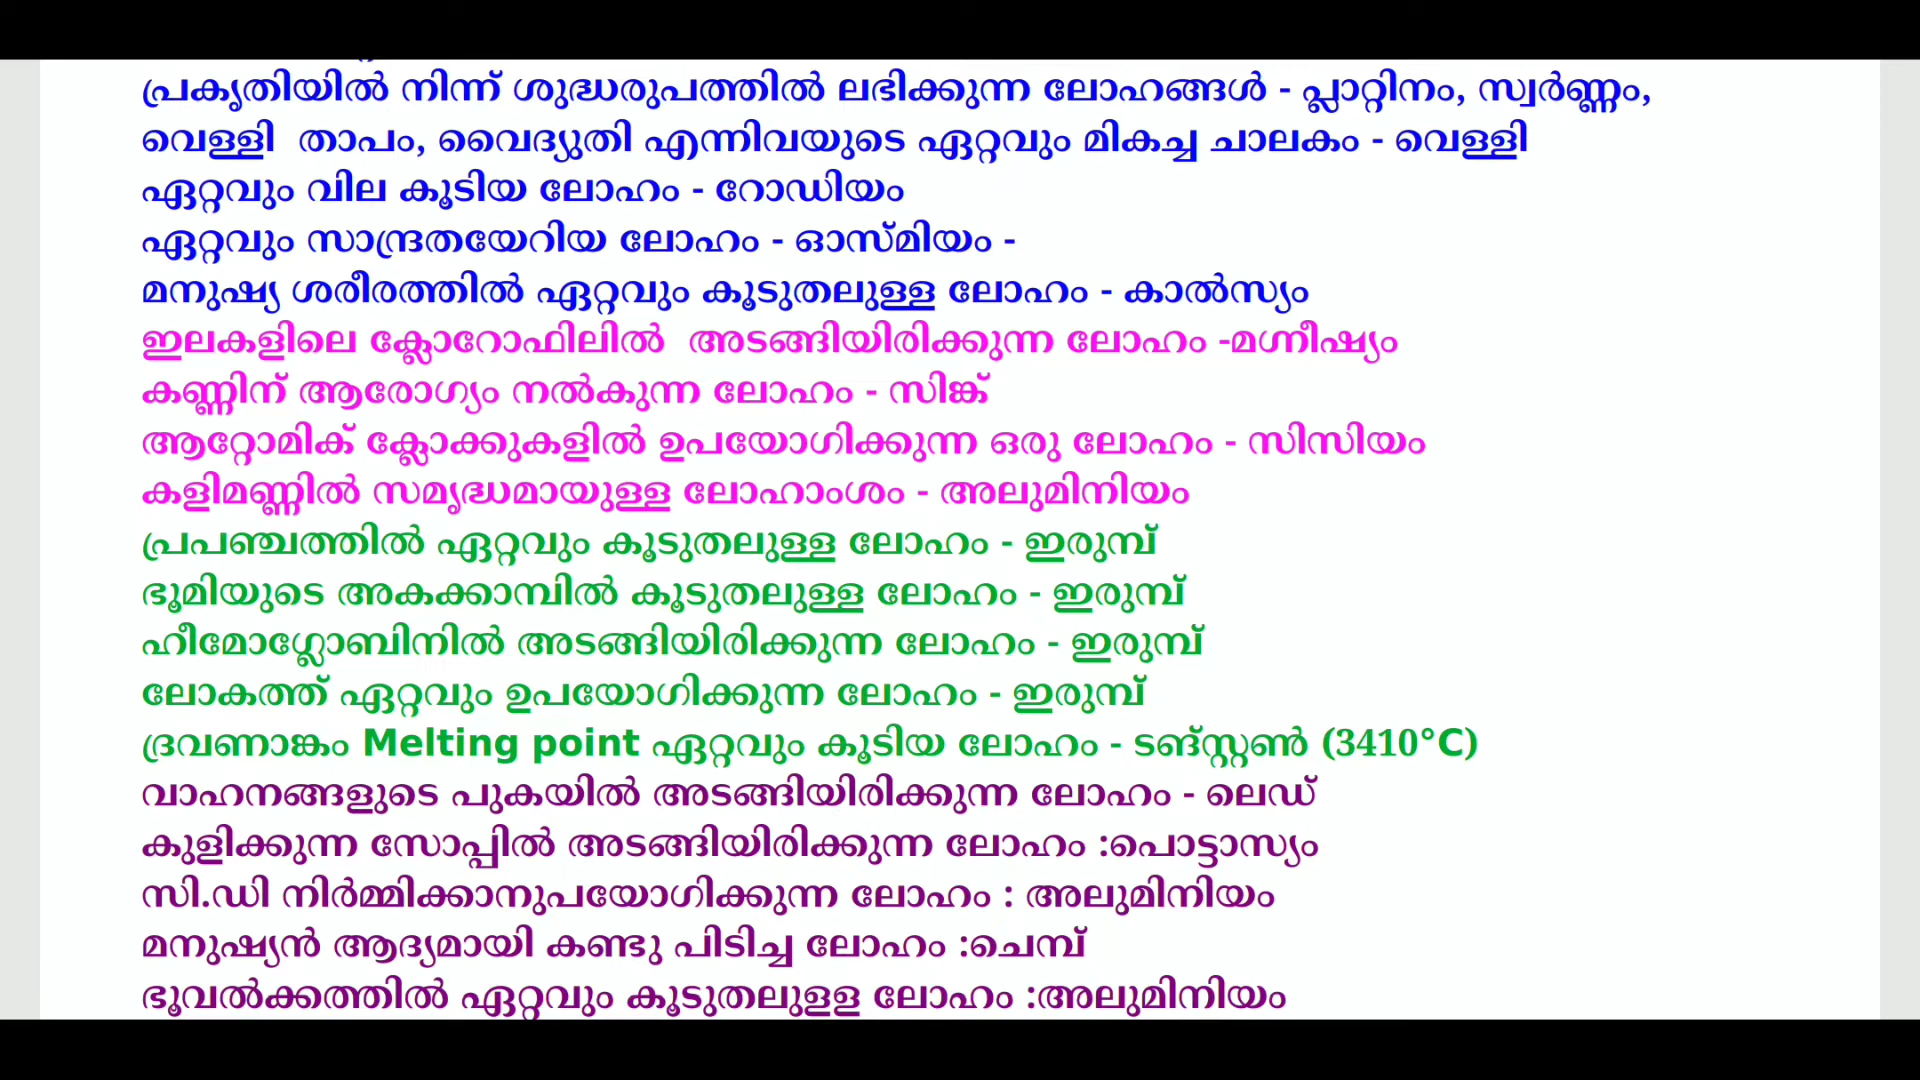 പ്രകൃതിയിൽ നിന്ന് ശുദ്ധരുപത്തിൽ ലഭിക്കുന്ന ലോഹങ്ങൾ - പ്ലാറ്റിനം, സ്വർണ്ണം,
വെള്ളി  താപം, വൈദ്യുതി എന്നിവയുടെ ഏറ്റവും മികച്ച ചാലകം - വെള്ളി
ഏറ്റവും വില കൂടിയ ലോഹം - റോഡിയം
ഏറ്റവും സാന്ദ്രതയേറിയ ലോഹം - ഓസ്മിയം -
മനുഷ്യ ശരീരത്തിൽ ഏറ്റവും കൂടുതലുള്ള ലോഹം - കാൽസ്യം
ഇലകളിലെ ക്ലോറോഫിലിൽ  അടങ്ങിയിരിക്കുന്ന ലോഹം -മഗ്നീഷ്യം
കണ്ണിന് ആരോഗ്യം നൽകുന്ന ലോഹം - സിങ്ക്
ആറ്റോമിക് ക്ലോക്കുകളിൽ ഉപയോഗിക്കുന്ന ഒരു ലോഹം - സിസിയം
കളിമണ്ണിൽ സമൃദ്ധമായുള്ള ലോഹാംശം - അലുമിനിയം
പ്രപഞ്ചത്തിൽ ഏറ്റവും കൂടുതലുള്ള ലോഹം - ഇരുമ്പ്
ഭൂമിയുടെ അകക്കാമ്പിൽ കൂടുതലുള്ള ലോഹം - ഇരുമ്പ്
ഹീമോഗ്ലോബിനിൽ അടങ്ങിയിരിക്കുന്ന ലോഹം - ഇരുമ്പ്
ലോകത്ത് ഏറ്റവും ഉപയോഗിക്കുന്ന ലോഹം - ഇരുമ്പ്
ദ്രവണാങ്കം Melting point ഏറ്റവും കൂടിയ ലോഹം - ടങ്സ്റ്റൺ (3410°C)
വാഹനങ്ങളുടെ പുകയിൽ അടങ്ങിയിരിക്കുന്ന ലോഹം - ലെഡ്
കുളിക്കുന്ന സോപ്പിൽ അടങ്ങിയിരിക്കുന്ന ലോഹം :പൊട്ടാസ്യം
സി.ഡി നിർമ്മിക്കാനുപയോഗിക്കുന്ന ലോഹം : അലുമിനിയം
മനുഷ്യൻ ആദ്യമായി കണ്ടു പിടിച്ച ലോഹം :ചെമ്പ്
ഭൂവൽക്കത്തിൽ ഏറ്റവും കൂടുതലുളള ലോഹം :അലുമിനിയം